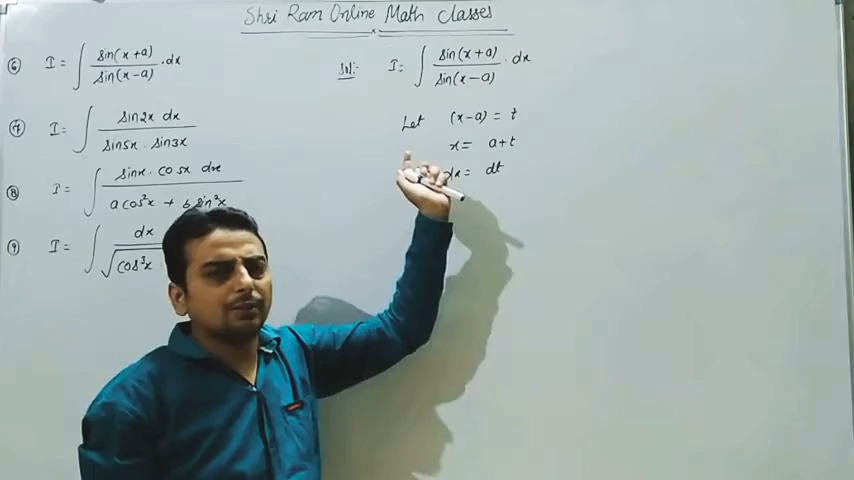 Shri Ram Online Math Classes
⑥ I = ∫ sin(x+a)/sin(x-a) . dx
⑦ I = ∫ sin2x dx/sin5x . sin3x
⑧ I = ∫ sinx . cosx dx/a cos²x + b sin²x
⑨ I = ∫ dx/√cos³x
Sol:- I = ∫ sin(x+a)/sin(x-a) . dx
Let (x-a) = t
x = a+t
dx = dt